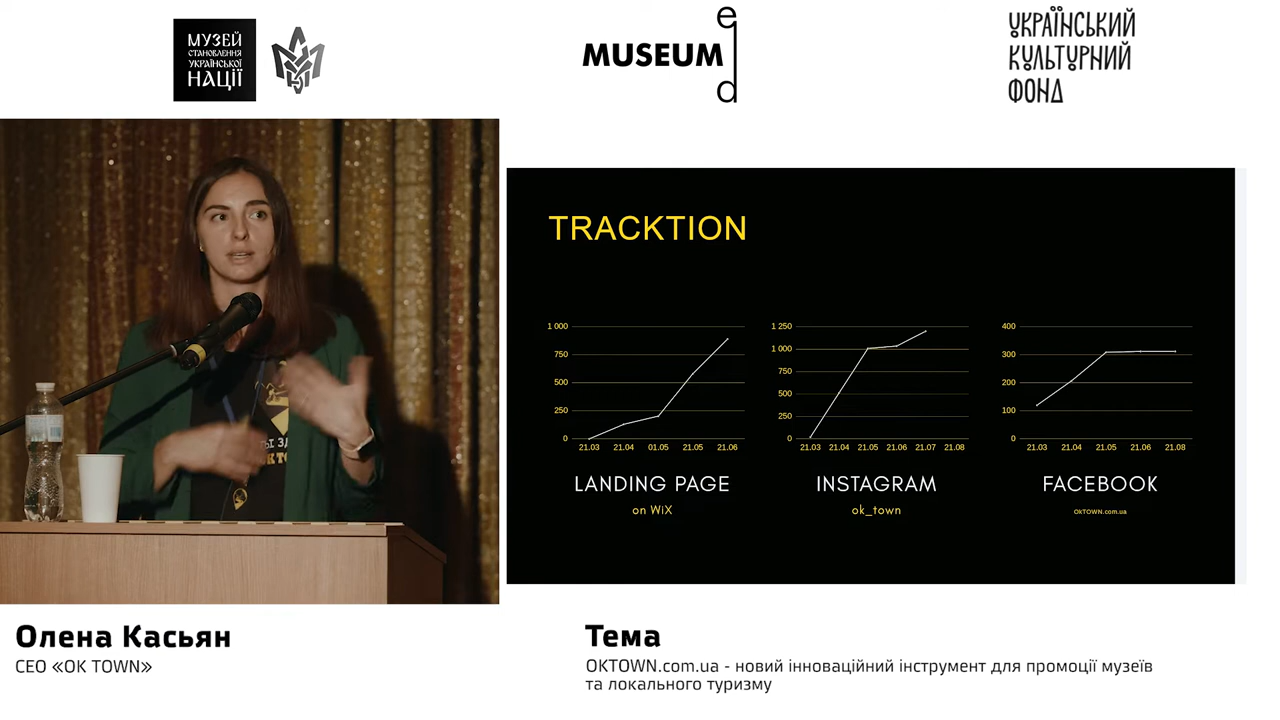 МУЗЕЙ
СТАНОВЛЕННЯ
УКРАЇНСЬКОЇ
НАЦІЇ
MUSEUM
ed
УКРАЇНСЬКИЙ
КУЛЬТУРНИЙ
ФОНД
TRACKTION
1 000
750
500
250
0
21.03 21.04 01.05 21.05 21.06
LANDING PAGE
on WiX
1 250
1 000
750
500
250
0
21.03 21.04 21.05 21.06 21.07 21.08
INSTAGRAM
ok_town
400
300
200
100
0
21.03 21.04 21.05 21.06 21.08
FACEBOOK
OkTOWN.com.ua
Олена Касьян
CEO «OK TOWN»
Тема
OKTOWN.com.ua - новий інноваційний інструмент для промоції музеїв
та локального туризму